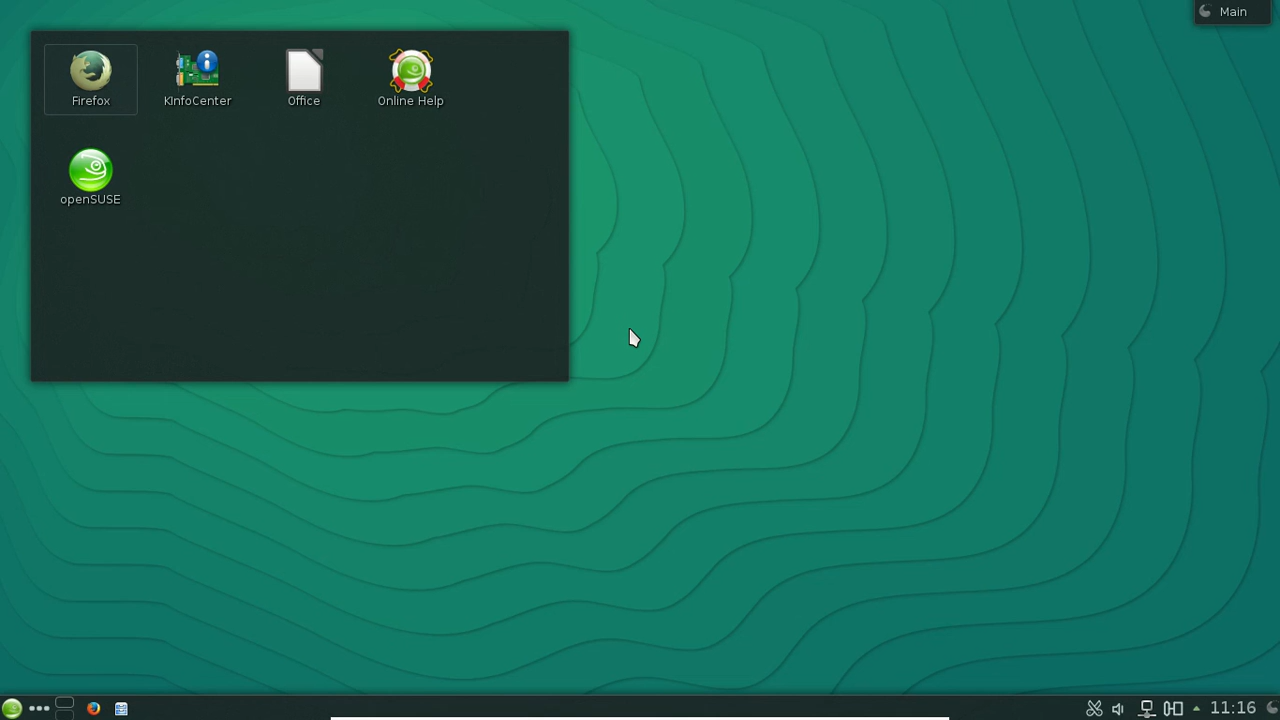 Main
Firefox
KInfoCenter
Office
Online Help
openSUSE
11:16